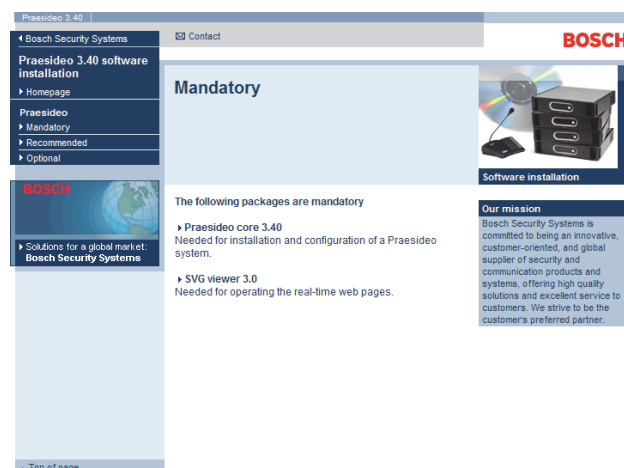 Praesideo 3.40
Bosch Security Systems
Contact
BOSCH
Praesideo 3.40 software
installation
Homepage
Praesideo
Mandatory
Recommended
Optional
BOSCH
Solutions for a global market:
Bosch Security Systems
Mandatory
The following packages are mandatory
Praesideo core 3.40
Needed for installation and configuration of a Praesideo
system.
SVG viewer 3.0
Needed for operating the real-time web pages.
Software installation
Our mission
Bosch Security Systems is
committed to being an innovative,
customer-oriented, and global
supplier of security and
communication products and
systems, offering high quality
solutions and excellent service to
customers. We strive to be the
customer's preferred partner.
Top of page